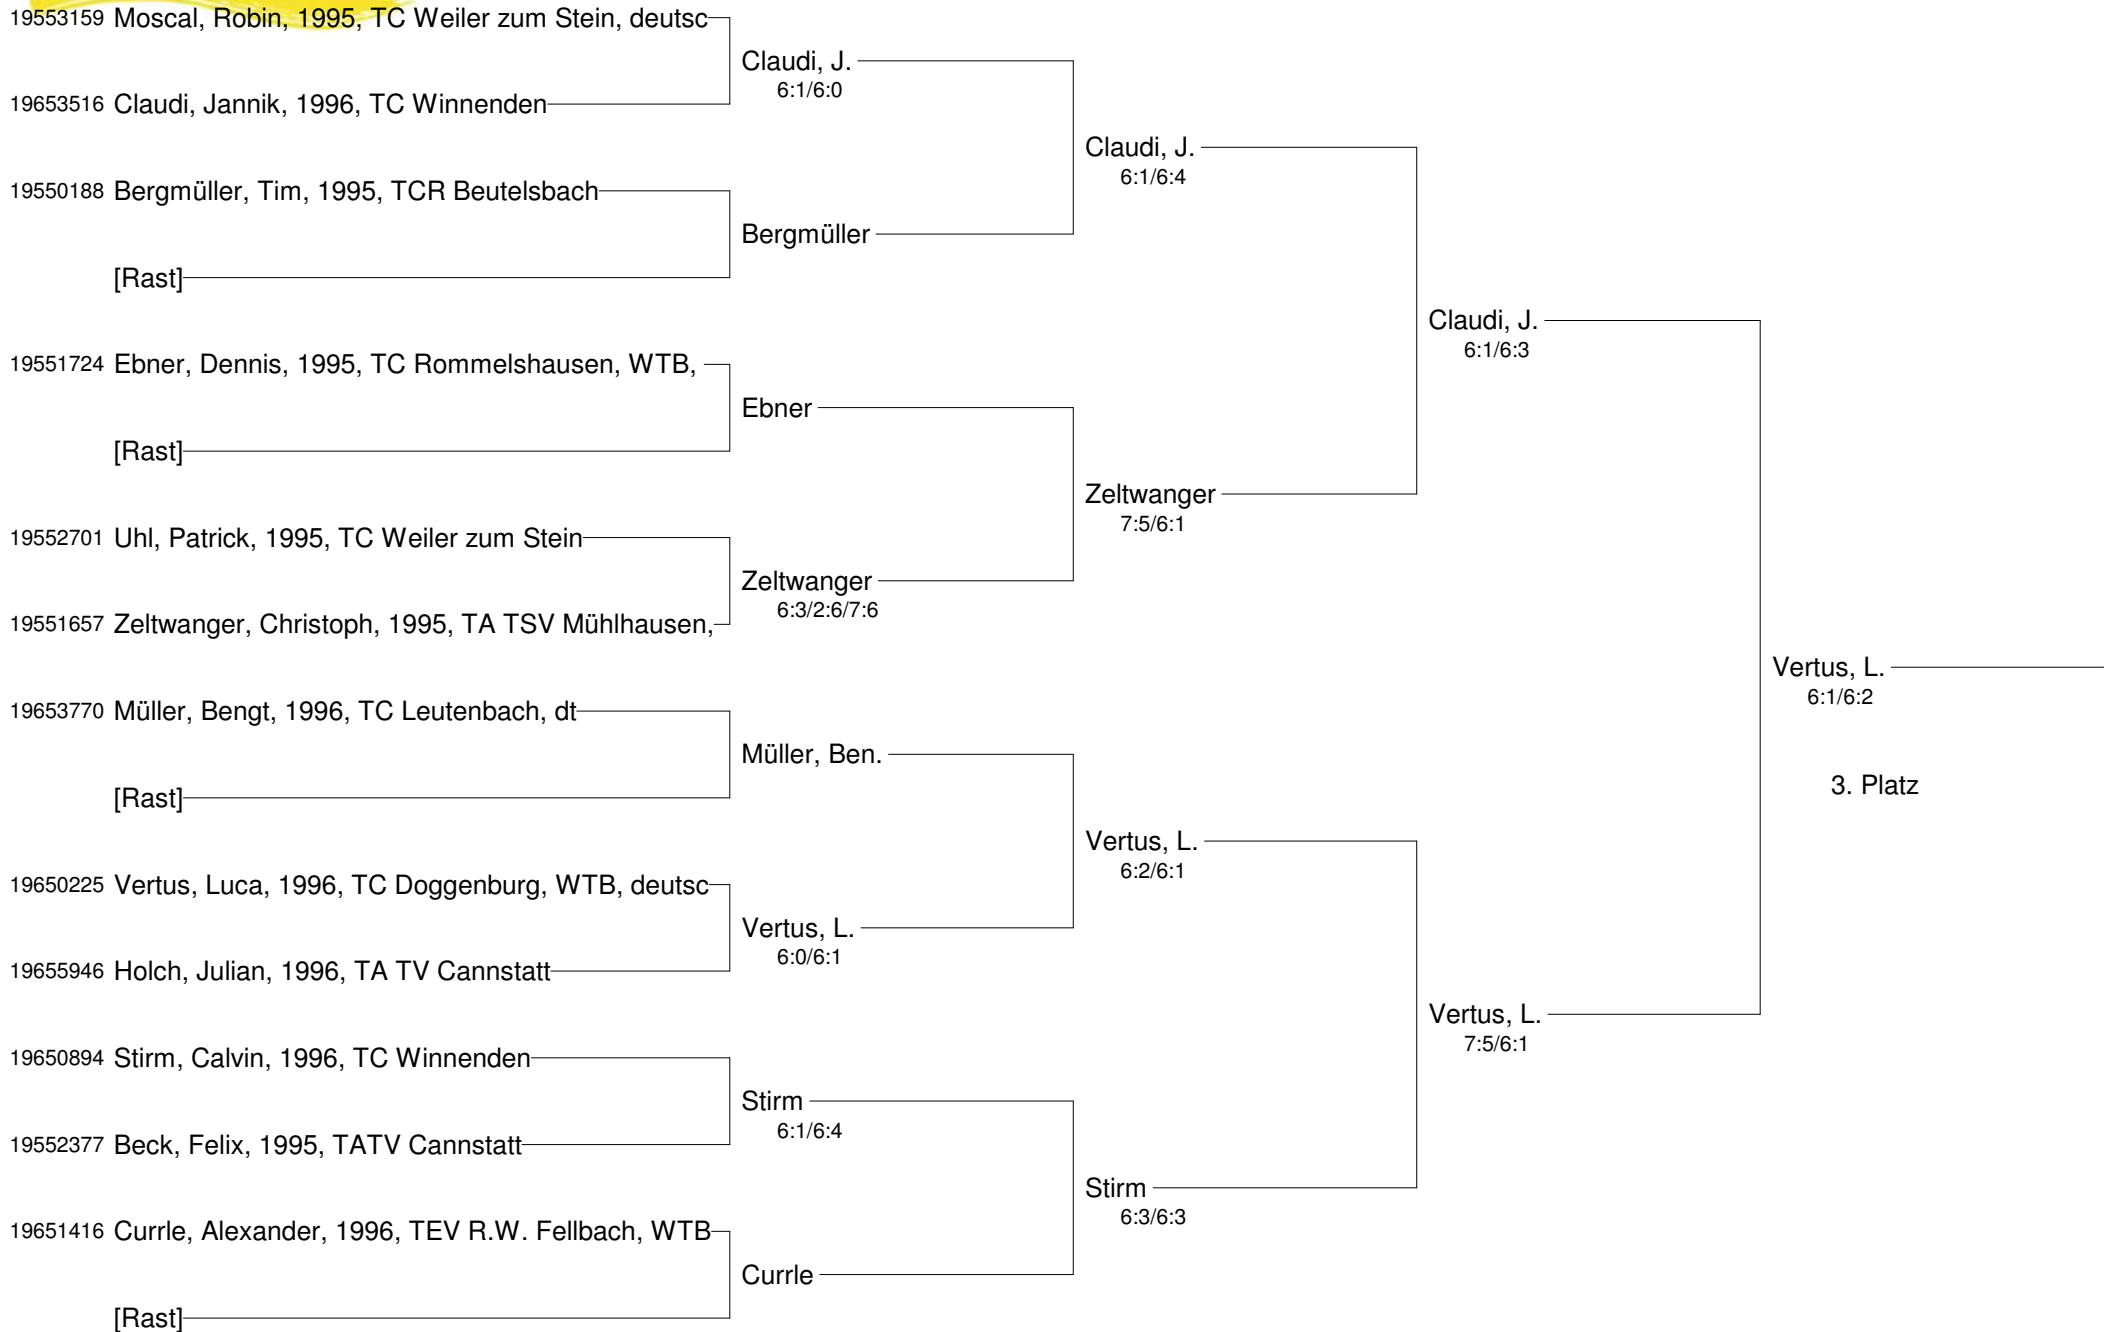 19553159 Moscal, Robin, 1995, TC Weiler zum Stein, deutsc
Claudi, J.
6:1/6:0
19653516 Claudi, Jannik, 1996, TC Winnenden
Claudi, J.
6:1/6:4
19550188 Bergmüller, Tim, 1995, TCR Beutelsbach
Bergmüller
[Rast]
Claudi, J.
6:1/6:3
19551724 Ebner, Dennis, 1995, TC Rommelshausen, WTB,
Ebner
[Rast]
Zeltwanger
7:5/6:1
19552701 Uhl, Patrick, 1995, TC Weiler zum Stein
Zeltwanger
6:3/2:6/7:6
19551657 Zeltwanger, Christoph, 1995, TA TSV Mühlhausen,
Vertus, L.
6:1/6:2
19653770 Müller, Bengt, 1996, TC Leutenbach, dt
Müller, Ben.
3. Platz
[Rast]
Vertus, L.
6:2/6:1
19650225 Vertus, Luca, 1996, TC Doggenburg, WTB, deutsc
Vertus, L.
6:0/6:1
19655946 Holch, Julian, 1996, TA TV Cannstatt
Vertus, L.
7:5/6:1
19650894 Stirm, Calvin, 1996, TC Winnenden
Stirm
6:1/6:4
19552377 Beck, Felix, 1995, TATV Cannstatt
Stirm
6:3/6:3
19651416 Currle, Alexander, 1996, TEV R.W. Fellbach, WTB
Currle
[Rast]